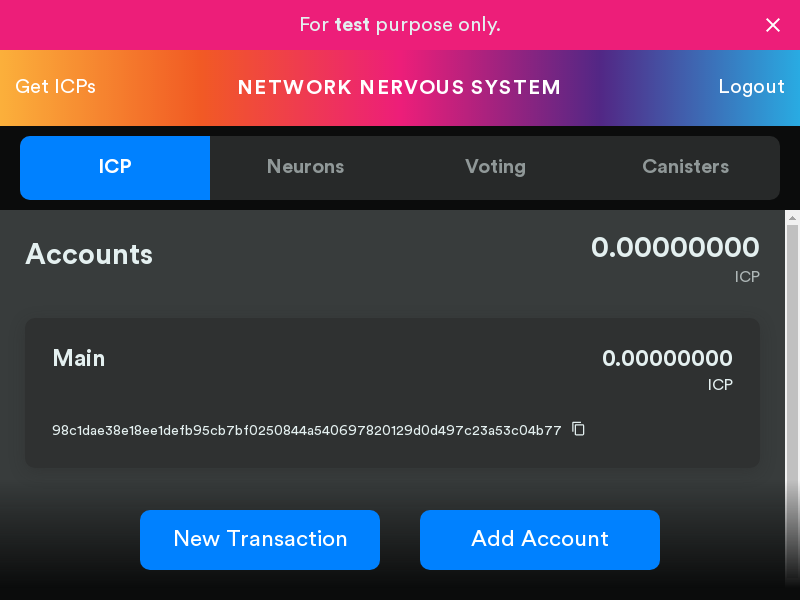 For test purpose only.
Get ICPs
NETWORK NERVOUS SYSTEM
Logout
ICP
Neurons
Voting
Canisters
Accounts
0.00000000
ICP
Main
0.00000000
ICP
98c1dae38e18ee1defb95cb7bf0250844a540697820129d0d497c23a53c04b77
New Transaction
Add Account